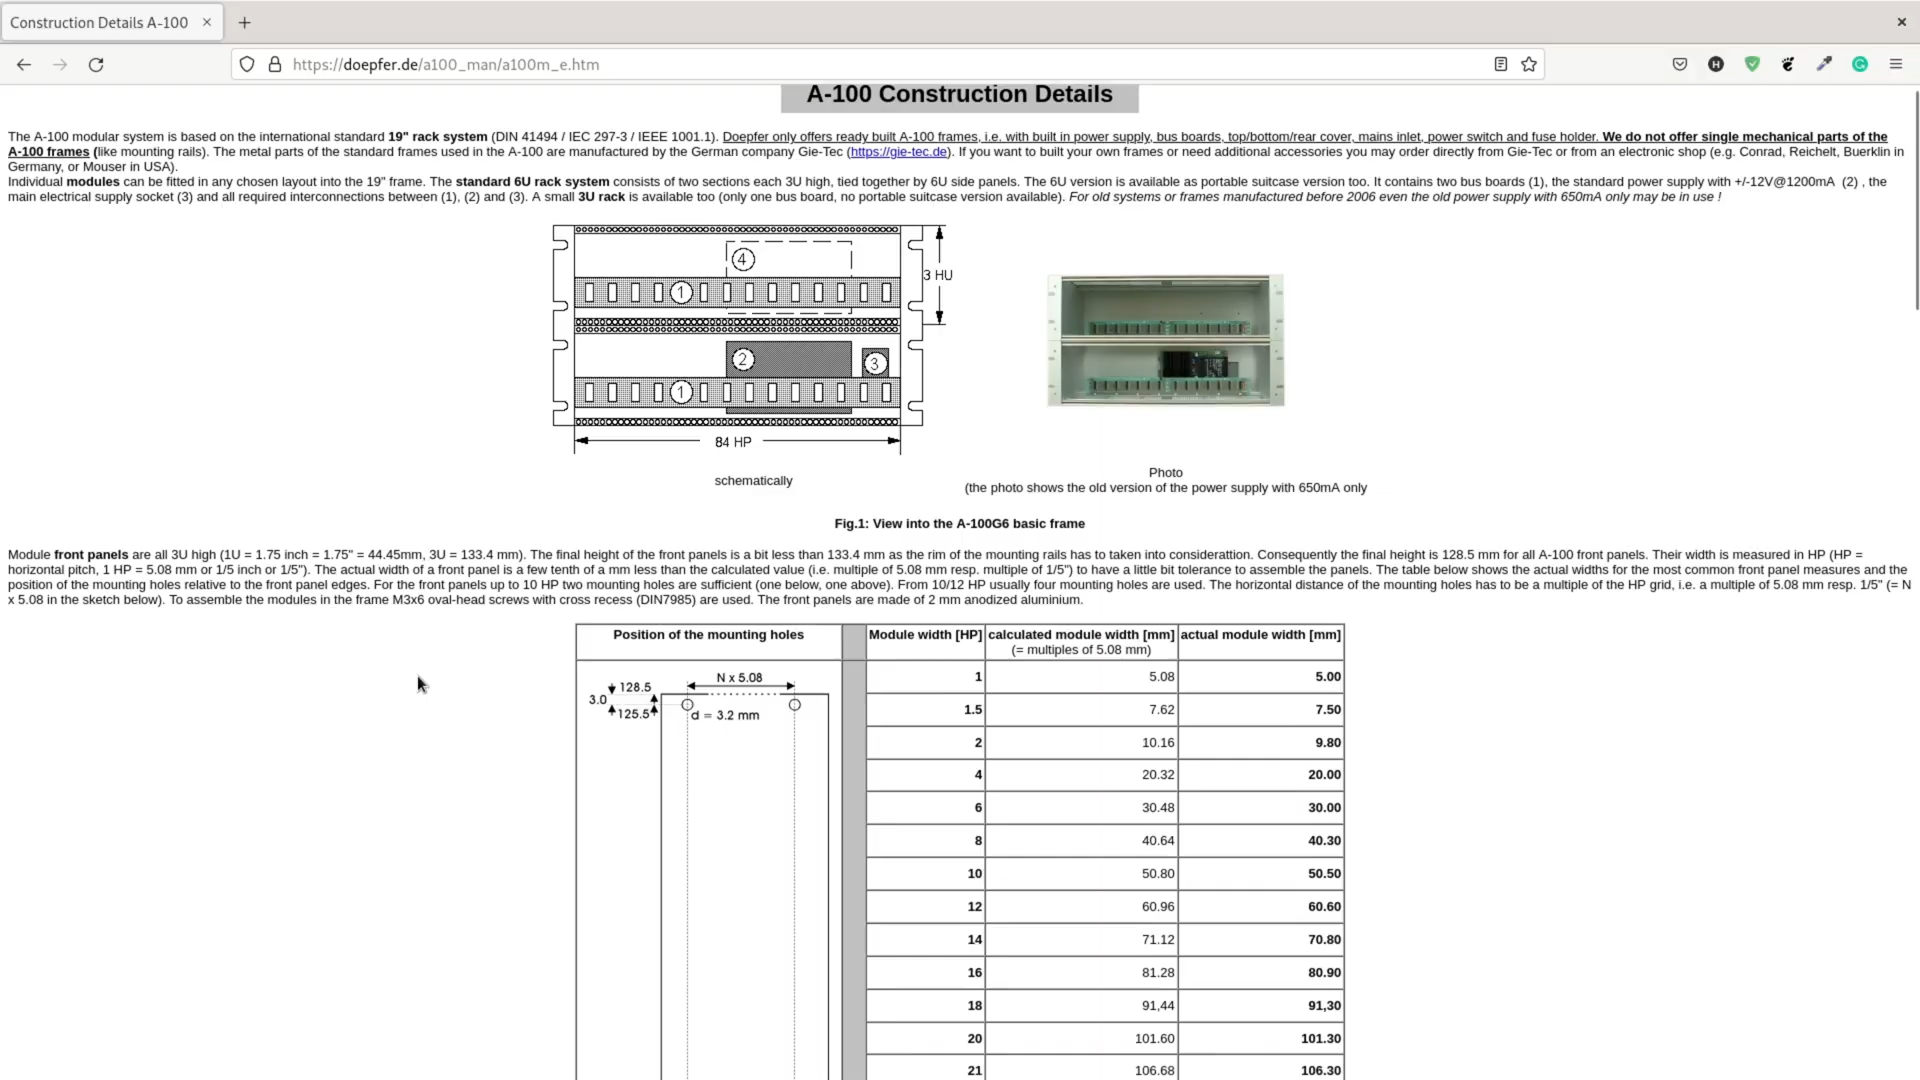 Construction Details A-100
https://doepfer.de/a100_man/a100m_e.htm
A-100 Construction Details
The A-100 modular system is based on the international standard 19" rack system (DIN 41494 / IEC 297-3 / IEEE 1001.1). Doepfer only offers ready built A-100 frames, i.e. with built in power supply, bus boards, top/bottom/rear cover, mains inlet, power switch and fuse holder. We do not offer single mechanical parts of the
A-100 frames (like mounting rails). The metal parts of the standard frames used in the A-100 are manufactured by the German company Gie-Tec (https://gie-tec.de). If you want to built your own frames or need additional accessories you may order directly from Gie-Tec or from an electronic shop (e.g. Conrad, Reichelt, Buerklin in
Germany, or Mouser in USA).
Individual modules can be fitted in any chosen layout into the 19" frame. The standard 6U rack system consists of two sections each 3U high, tied together by 6U side panels. The 6U version is available as portable suitcase version too. It contains two bus boards (1), the standard power supply with +/-12V@1200mA (2) , the
main electrical supply socket (3) and all required interconnections between (1), (2) and (3). A small 3U rack is available too (only one bus board, no portable suitcase version available). For old systems or frames manufactured before 2006 even the old power supply with 650mA only may be in use !
4
3 HU
1
2
3
1
84 HP
schematically
Photo
(the photo shows the old version of the power supply with 650mA only
Fig.1: View into the A-100G6 basic frame
Module front panels are all 3U high (1U = 1.75 inch = 1.75" = 44.45mm, 3U = 133.4 mm). The final height of the front panels is a bit less than 133.4 mm as the rim of the mounting rails has to taken into considerattion. Consequently the final height is 128.5 mm for all A-100 front panels. Their width is measured in HP (HP =
horizontal pitch, 1 HP = 5.08 mm or 1/5 inch or 1/5"). The actual width of a front panel is a few tenth of a mm less than the calculated value (i.e. multiple of 5.08 mm resp. multiple of 1/5") to have a little bit tolerance to assemble the panels. The table below shows the actual widths for the most common front panel measures and the
position of the mounting holes relative to the front panel edges. For the front panels up to 10 HP two mounting holes are sufficient (one below, one above). From 10/12 HP usually four mounting holes are used. The horizontal distance of the mounting holes has to be a multiple of the HP grid, i.e. a multiple of 5.08 mm resp. 1/5" (= N
x 5.08 in the sketch below). To assemble the modules in the frame M3x6 oval-head screws with cross recess (DIN7985) are used. The front panels are made of 2 mm anodized aluminium.
Position of the mounting holes Module width [HP] calculated module width [mm] actual module width [mm]
(= multiples of 5.08 mm)
N x 5.08
128.5
3.0
125.5
d = 3.2 mm
1 5.08 5.00
1.5 7.62 7.50
2 10.16 9.80
4 20.32 20.00
6 30.48 30.00
8 40.64 40.30
10 50.80 50.50
12 60.96 60.60
14 71.12 70.80
16 81.28 80.90
18 91,44 91,30
20 101.60 101.30
21 106.68 106.30